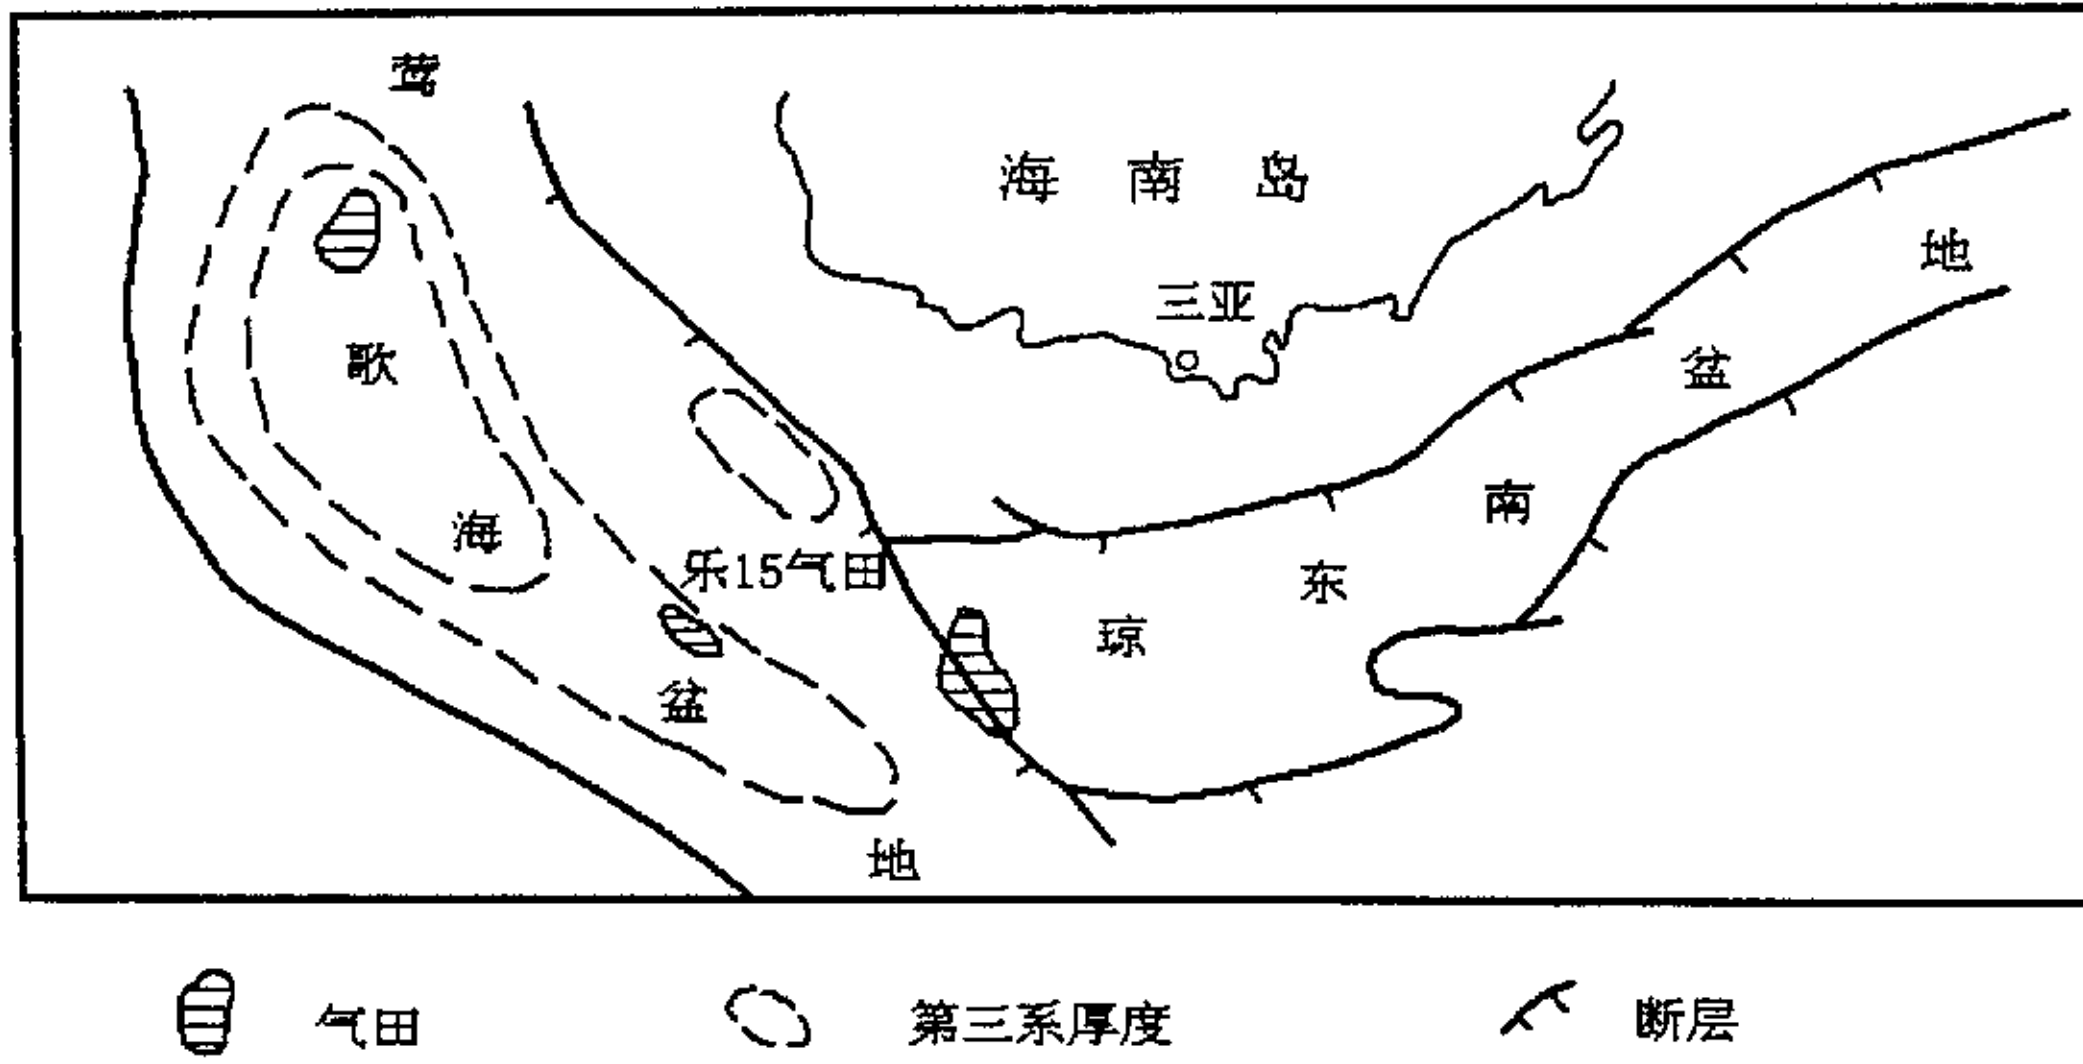 莺
歌
海
盆
地
海南岛
三亚
乐15气田
琼
东
南
盆
地
气田
第三系厚度
断层